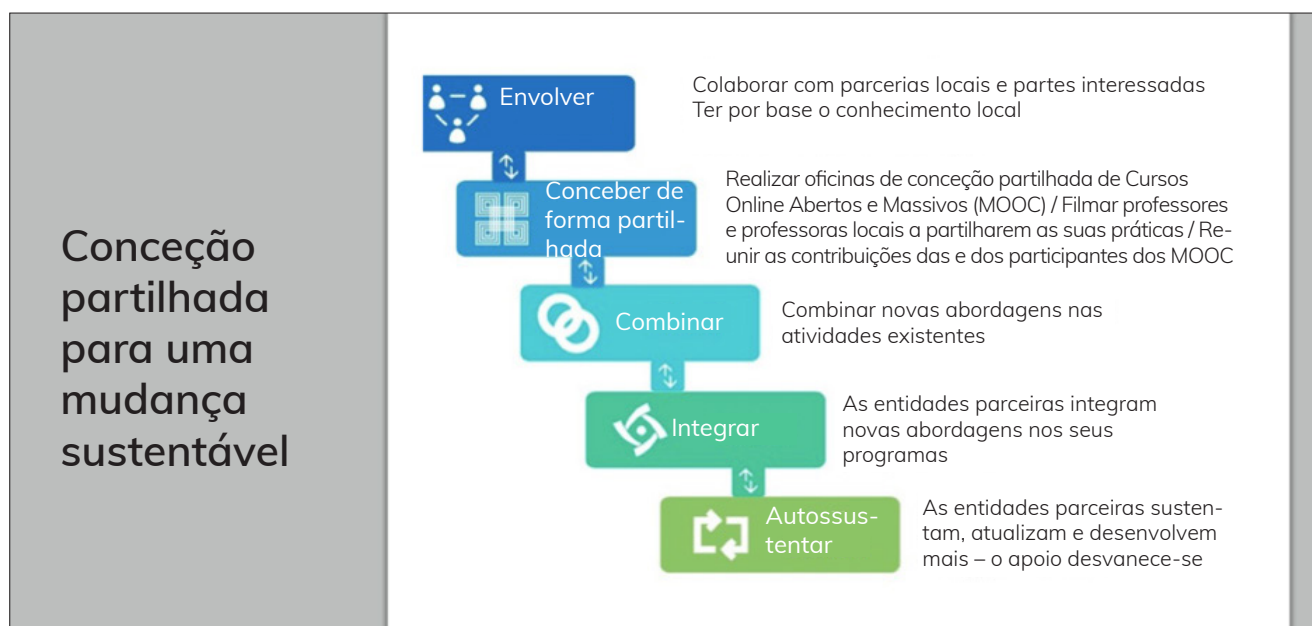 Conceção
partilhada
para uma
mudança
sustentável
Envolver
Colaborar com parcerias locais e partes interessadas
Ter por base o conhecimento local
Conceber de
forma partil-
hada
Realizar oficinas de conceção partilhada de Cursos
Online Abertos e Massivos (MOOC) / Filmar professores
e professoras locais a partilharem as suas práticas / Re-
unir as contribuições das e dos participantes dos MOOC
Combinar
Combinar novas abordagens nas
atividades existentes
Integrar
As entidades parceiras integram
novas abordagens nos seus
programas
Autossus-
tentar
As entidades parceiras susten-
tam, atualizam e desenvolvem
mais – o apoio desvanece-se